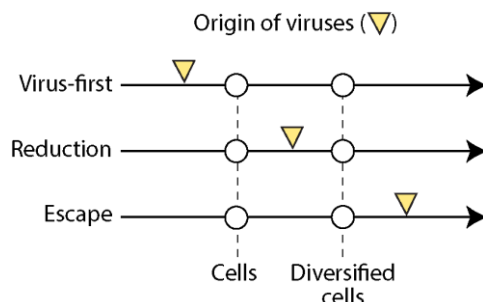 Origin of viruses (▽)
Virus-first
Reduction
Escape
Cells
Diversified
cells